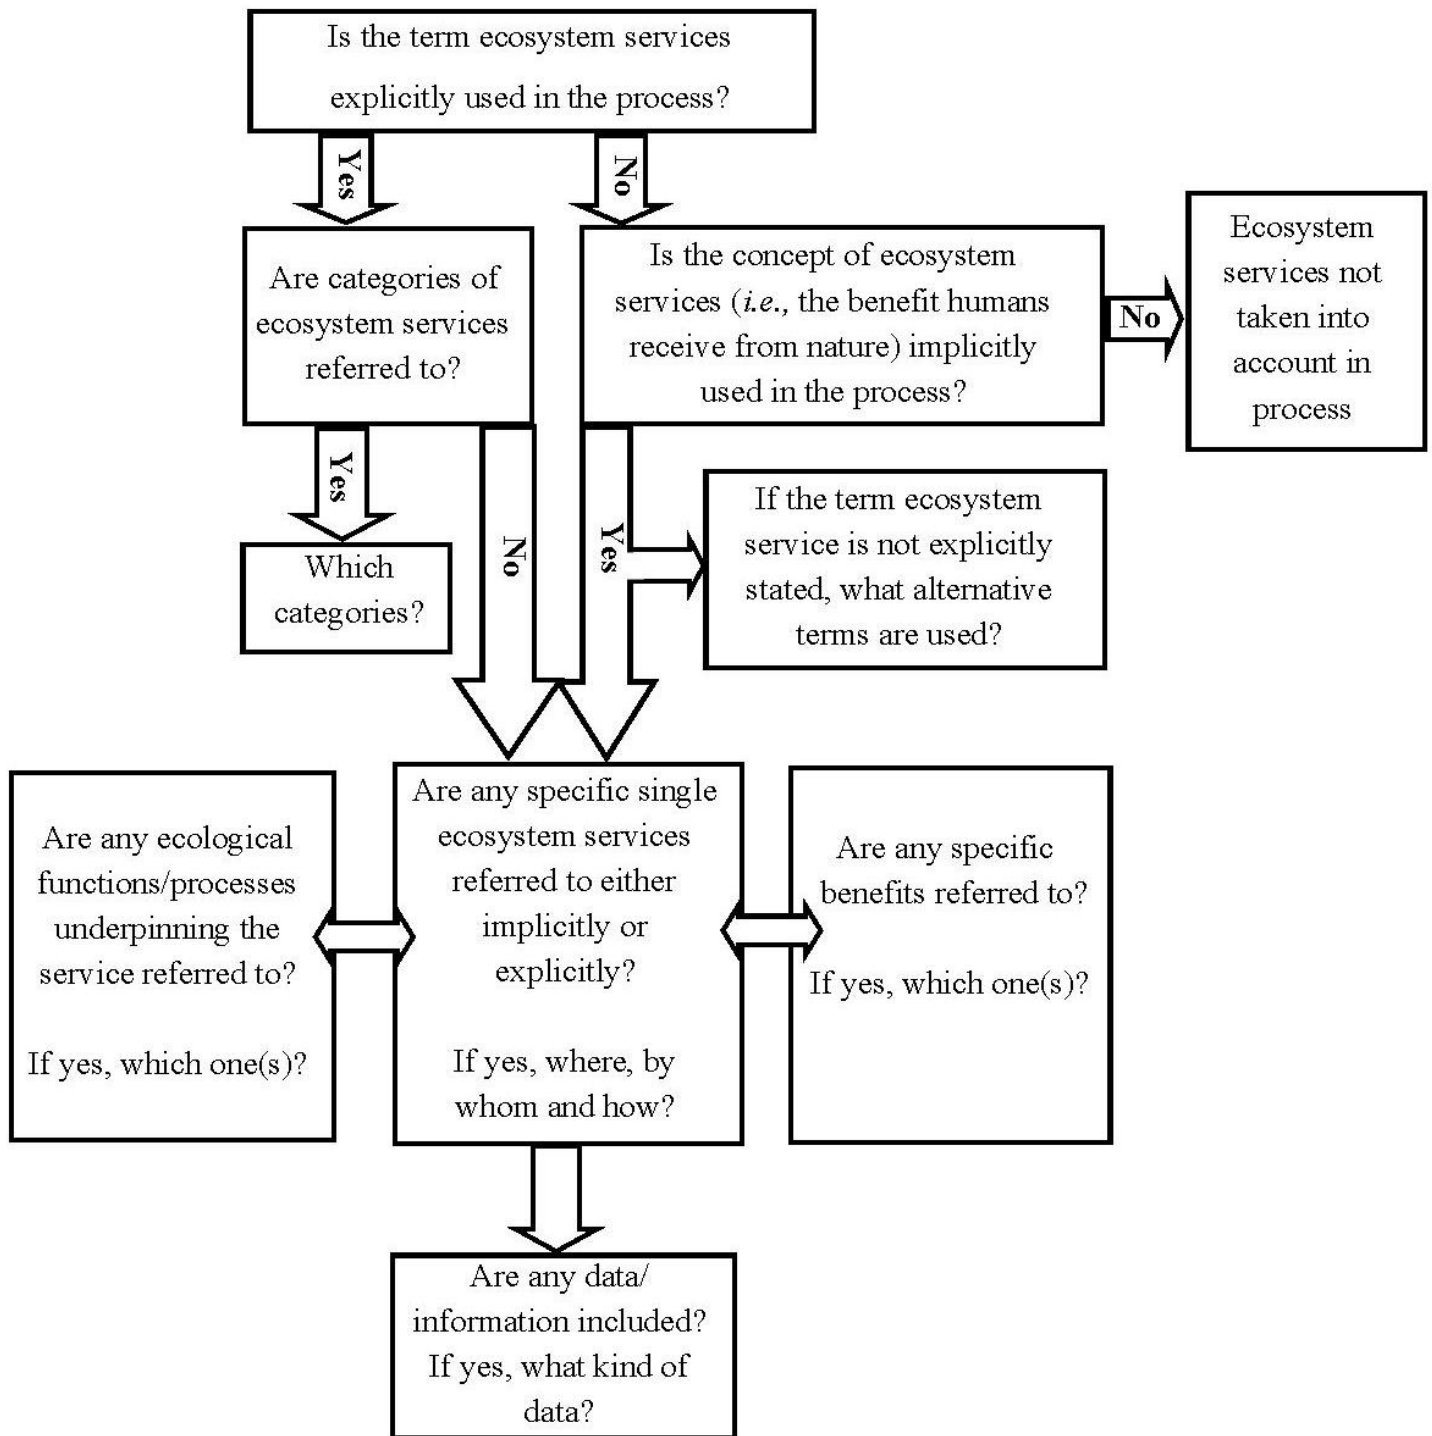 Is the term ecosystem services
explicitly used in the process?
Yes
No
Are categories of
ecosystem services
referred to?
Is the concept of ecosystem
services (i.e., the benefit humans
receive from nature) implicitly
used in the process?
No
Ecosystem
services not
taken into
account in
process
Yes
No
Yes
Which
categories?
If the term ecosystem
service is not explicitly
stated, what alternative
terms are used?
Are any ecological
functions/processes
underpinning the
service referred to?
If yes, which one(s)?
Are any specific single
ecosystem services
referred to either
implicitly or
explicitly?
If yes, where, by
whom and how?
Are any specific
benefits referred to?
If yes, which one(s)?
Are any data/
information included?
If yes, what kind of
data?